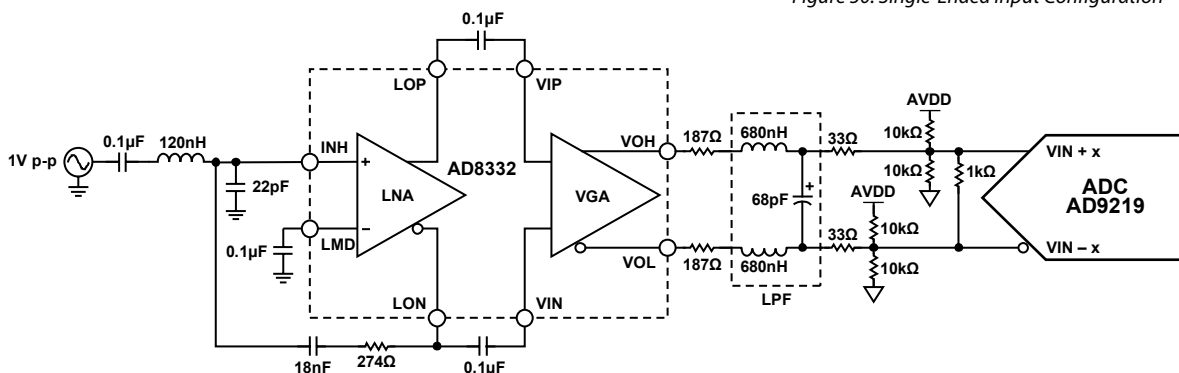 Figure 50. Single-Ended Input Configuration
0.1µF
LOP
VIP
AVDD
0.1µF
120nH
INH
VOH
187Ω
680nH
33Ω
10kΩ
1V p-p
AD8332
VIN + x
22pF
LNA
VGA
10kΩ
1kΩ
ADC
AD9219
68pF
AVDD
LMD
0.1µF
VOL
187Ω
680nH
33Ω
10kΩ
VIN – x
10kΩ
LON
VIN
LPF
18nF
274Ω
0.1µF